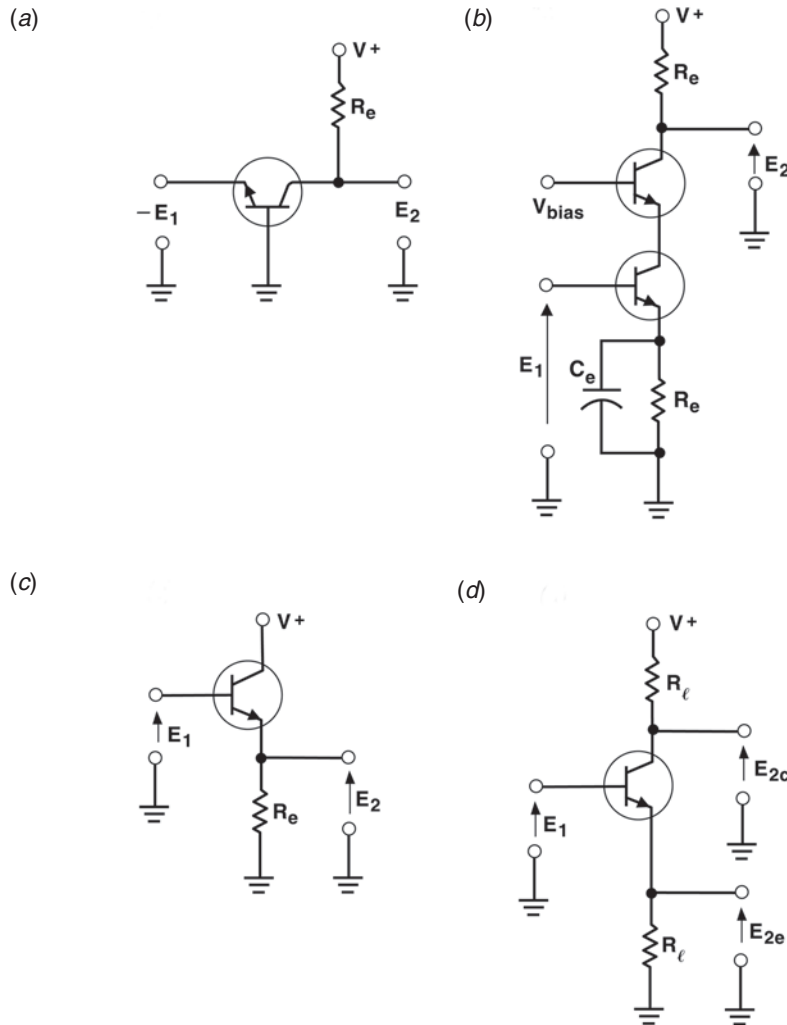 (a)
V+
Re
−E1
E2
(b)
V+
Re
E2
Vbias
E1
Ce
Re
(c)
V+
E1
Re
E2
(d)
V+
Rℓ
E2c
E1
E2e
Rℓ